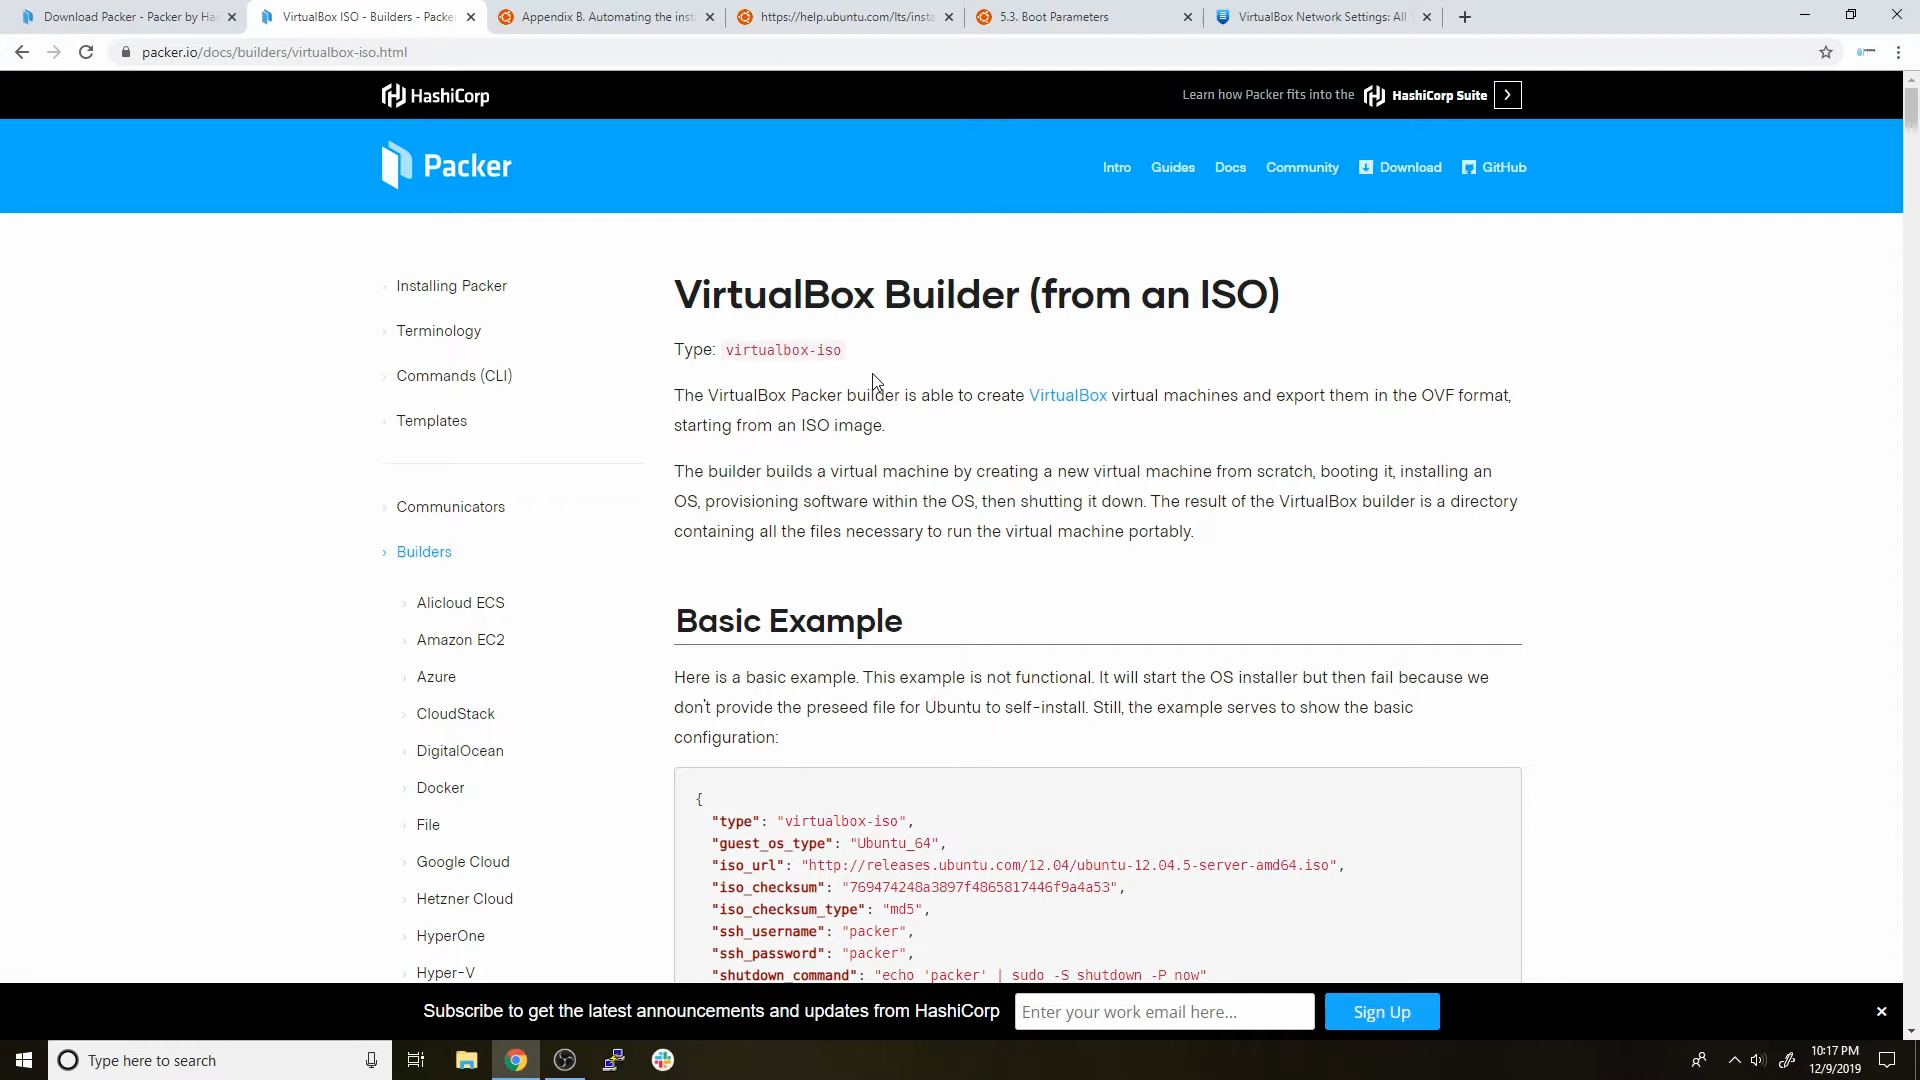 Download Packer - Packer by Ha
VirtualBox ISO - Builders - Packe
Appendix B. Automating the inst
https://help.ubuntu.com/lts/insta
5.3. Boot Parameters
VirtualBox Network Settings: All
packer.io/docs/builders/virtualbox-iso.html
HashiCorp
Learn how Packer fits into the HashiCorp Suite
Packer
Intro
Guides
Docs
Community
Download
GitHub
Installing Packer
Terminology
Commands (CLI)
Templates
Communicators
Builders
Alicloud ECS
Amazon EC2
Azure
CloudStack
DigitalOcean
Docker
File
Google Cloud
Hetzner Cloud
HyperOne
Hyper-V
VirtualBox Builder (from an ISO)
Type: virtualbox-iso
The VirtualBox Packer builder is able to create VirtualBox virtual machines and export them in the OVF format,
starting from an ISO image.
The builder builds a virtual machine by creating a new virtual machine from scratch, booting it, installing an
OS, provisioning software within the OS, then shutting it down. The result of the VirtualBox builder is a directory
containing all the files necessary to run the virtual machine portably.
Basic Example
Here is a basic example. This example is not functional. It will start the OS installer but then fail because we
don't provide the preseed file for Ubuntu to self-install. Still, the example serves to show the basic
configuration:
{
"type": "virtualbox-iso",
"guest_os_type": "Ubuntu_64",
"iso_url": "http://releases.ubuntu.com/12.04/ubuntu-12.04.5-server-amd64.iso",
"iso_checksum": "769474248a3897f4865817446f9a4a53",
"iso_checksum_type": "md5",
"ssh_username": "packer",
"ssh_password": "packer",
"shutdown_command": "echo 'packer' | sudo -S shutdown -P now"
Subscribe to get the latest announcements and updates from HashiCorp
Enter your work email here...
Sign Up
Type here to search
10:17 PM
12/9/2019